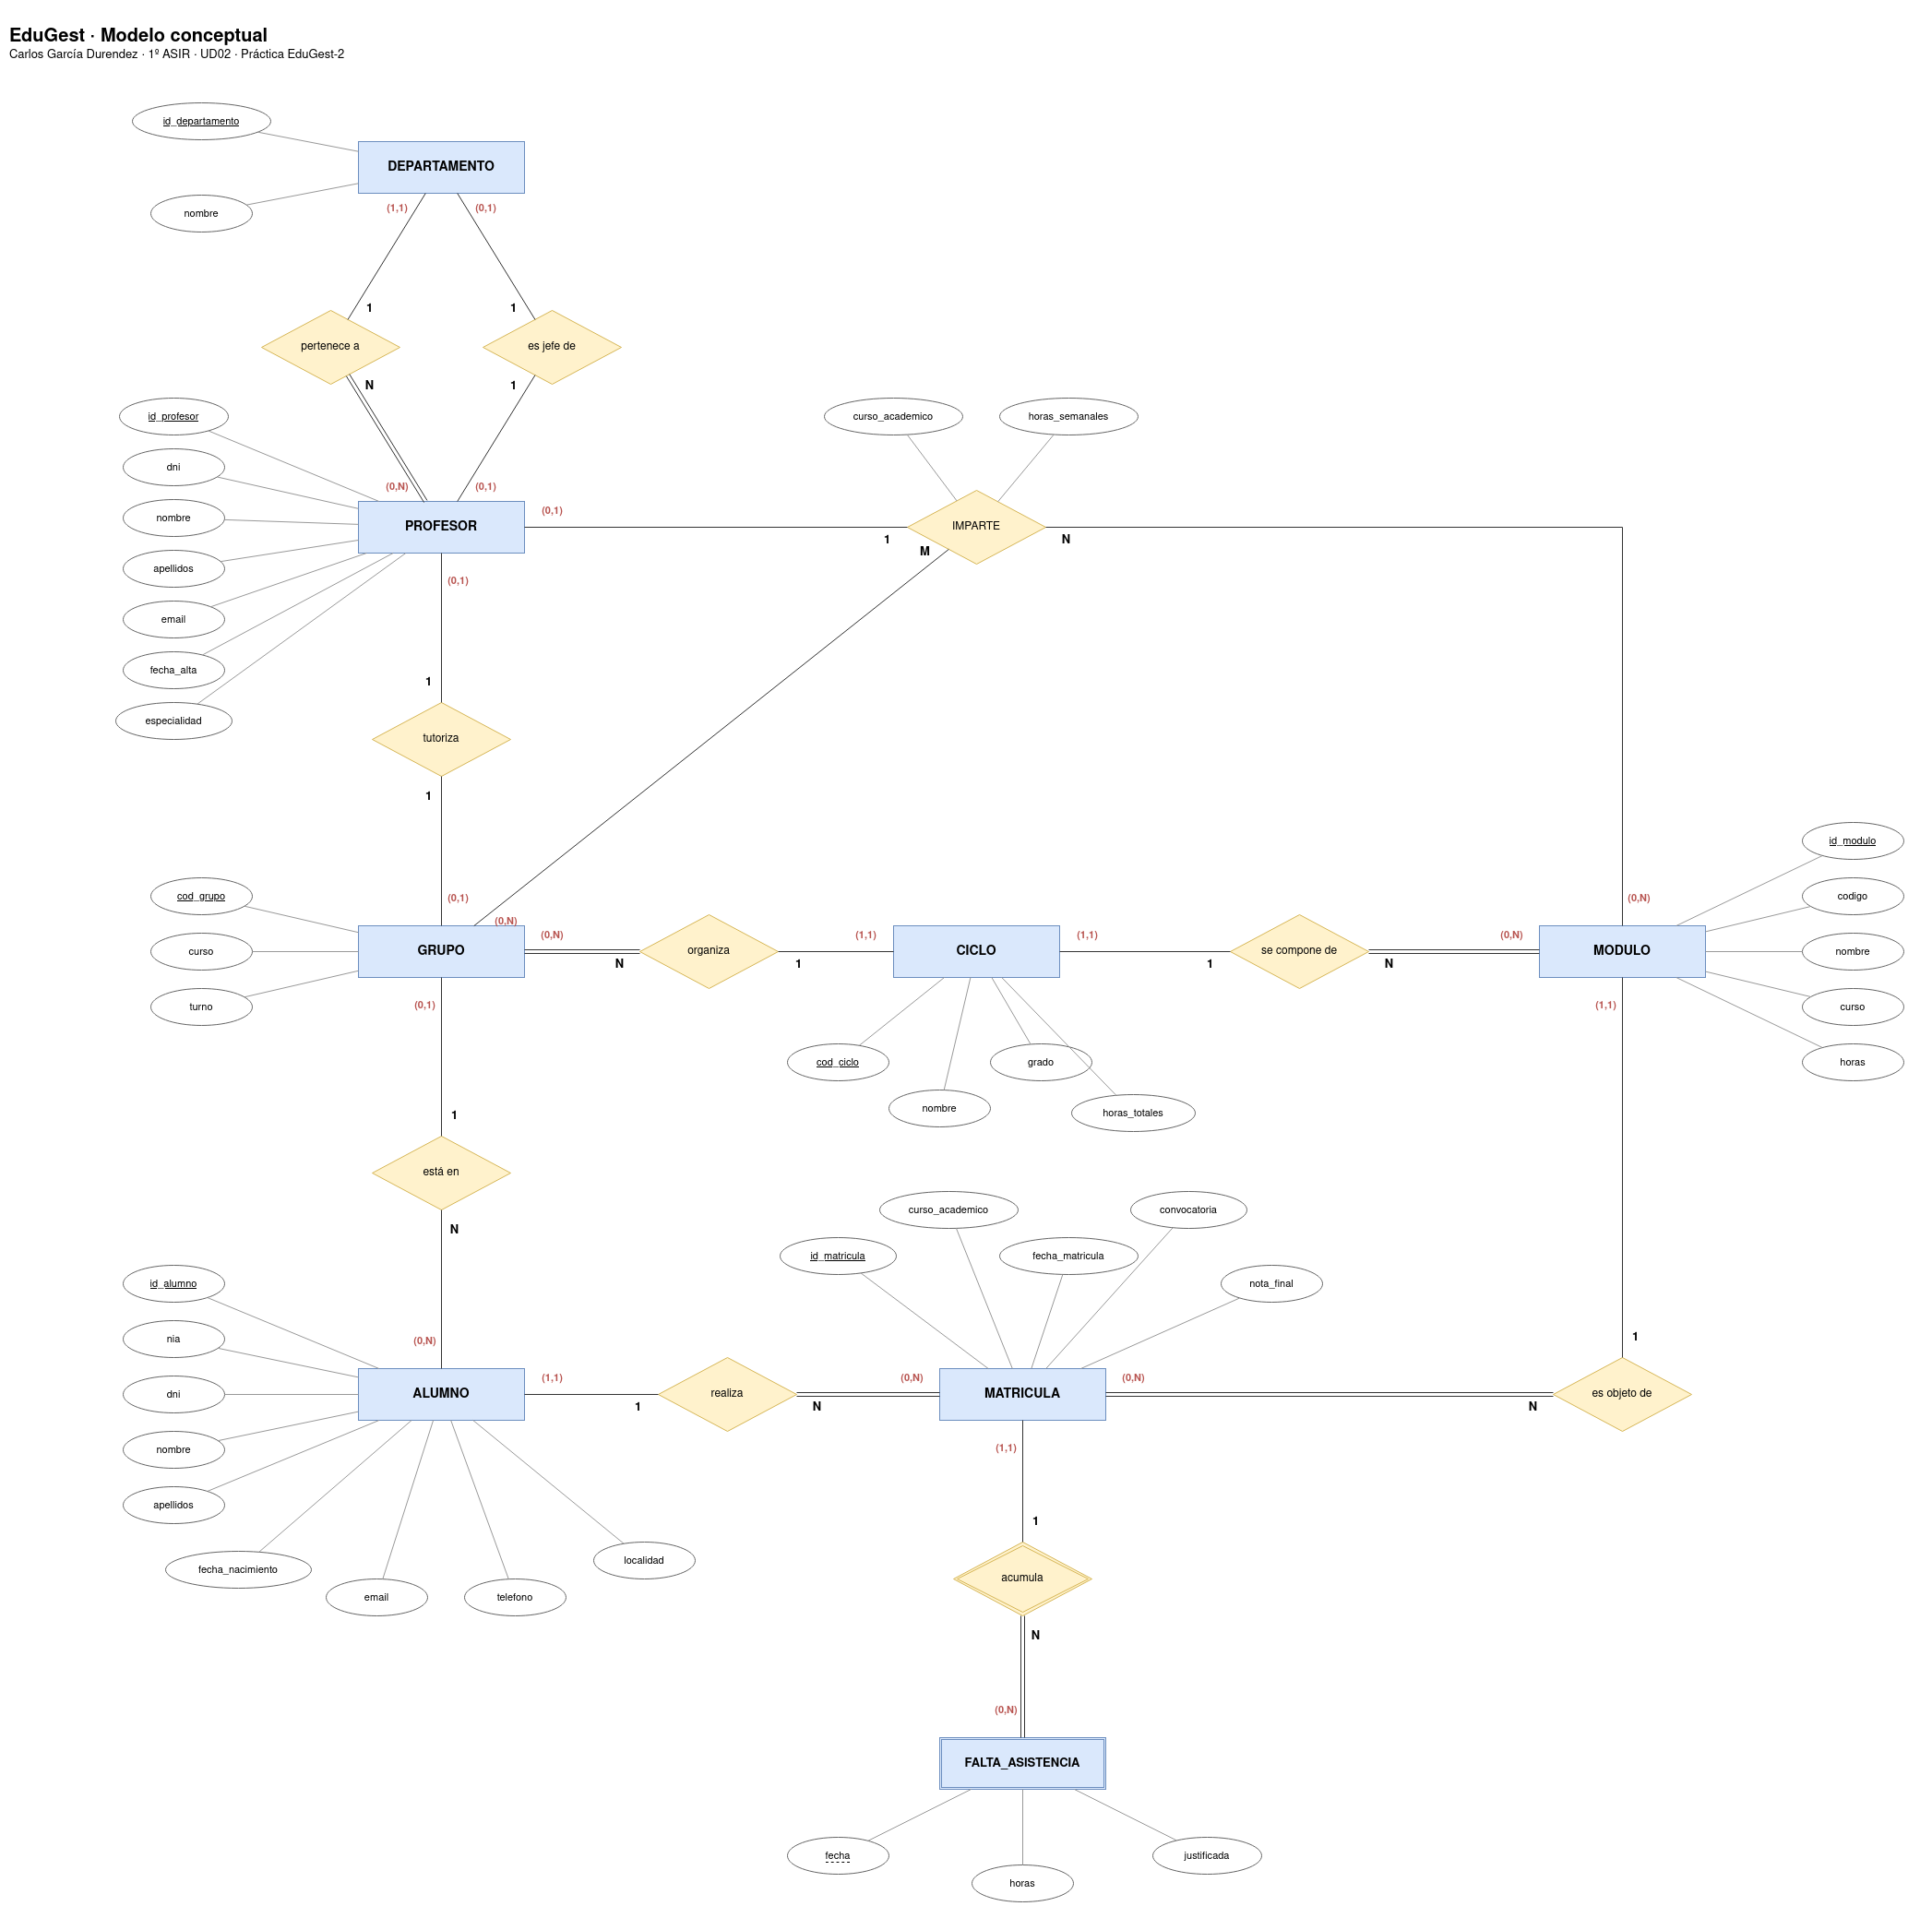 EduGest · Modelo conceptual
Carlos García Durendez · 1º ASIR · UD02 · Práctica EduGest-2
id_departamento
DEPARTAMENTO
nombre
(1,1)
(0,1)
1
1
pertenece a
es jefe de
N
1
id_profesor
dni
nombre
apellidos
email
fecha_alta
especialidad
(0,N)
(0,1)
PROFESOR
(0,1)
(0,1)
curso_academico
horas_semanales
IMPARTE
1
M
N
1
tutoriza
1
(0,1)
(0,N)
cod_grupo
curso
turno
GRUPO
(0,N)
N
organiza
1
(1,1)
CICLO
(1,1)
1
se compone de
N
(0,N)
(0,N)
MODULO
id_modulo
codigo
nombre
curso
horas
cod_ciclo
nombre
grado
horas_totales
(0,1)
(1,1)
1
está en
N
(0,N)
id_alumno
nia
dni
nombre
apellidos
fecha_nacimiento
email
telefono
localidad
ALUMNO
(1,1)
1
realiza
N
(0,N)
id_matricula
curso_academico
fecha_matricula
convocatoria
nota_final
MATRICULA
(0,N)
N
1
es objeto de
(1,1)
1
acumula
N
(0,N)
FALTA_ASISTENCIA
fecha
horas
justificada